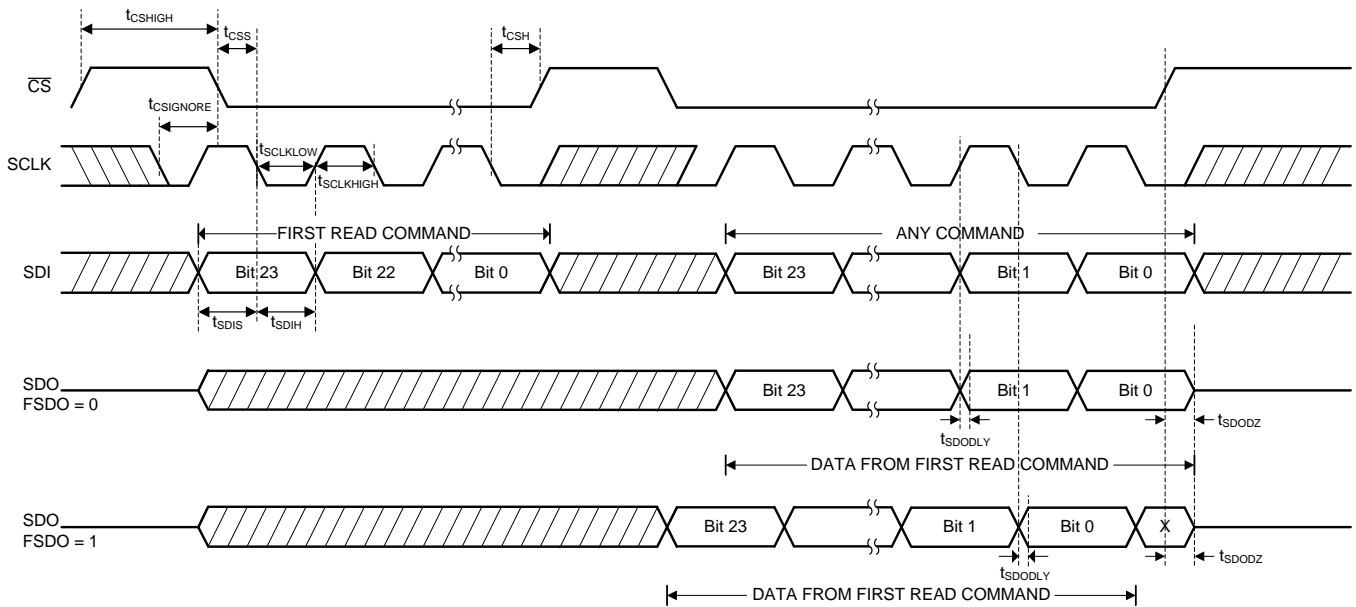 tCSHIGH
tCSS
tCSH
CS
tCSIGNORE
SCLK
tSCLKLOW
tSCLKHIGH
FIRST READ COMMAND
ANY COMMAND
SDI
Bit 23
Bit 22
Bit 0
Bit 23
Bit 1
Bit 0
tSDIS
tSDIH
SDO
FSDO = 0
Bit 23
Bit 1
Bit 0
tSDODLY
tSDODZ
DATA FROM FIRST READ COMMAND
SDO
FSDO = 1
Bit 23
Bit 1
Bit 0
X
tSDODLY
tSDODZ
DATA FROM FIRST READ COMMAND